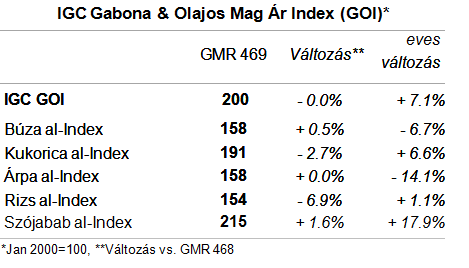 IGC Gabona & Olajos Mag Ár Index (GOI)*
GMR 469 Változás** eves változás
IGC GOI 200 - 0.0% + 7.1%
Búza al-Index 158 + 0.5% - 6.7%
Kukorica al-Index 191 - 2.7% + 6.6%
Árpa al-Index 158 + 0.0% - 14.1%
Rizs al-Index 154 - 6.9% + 1.1%
Szójabab al-Index 215 + 1.6% + 17.9%
*Jan 2000=100, **Változás vs. GMR 468